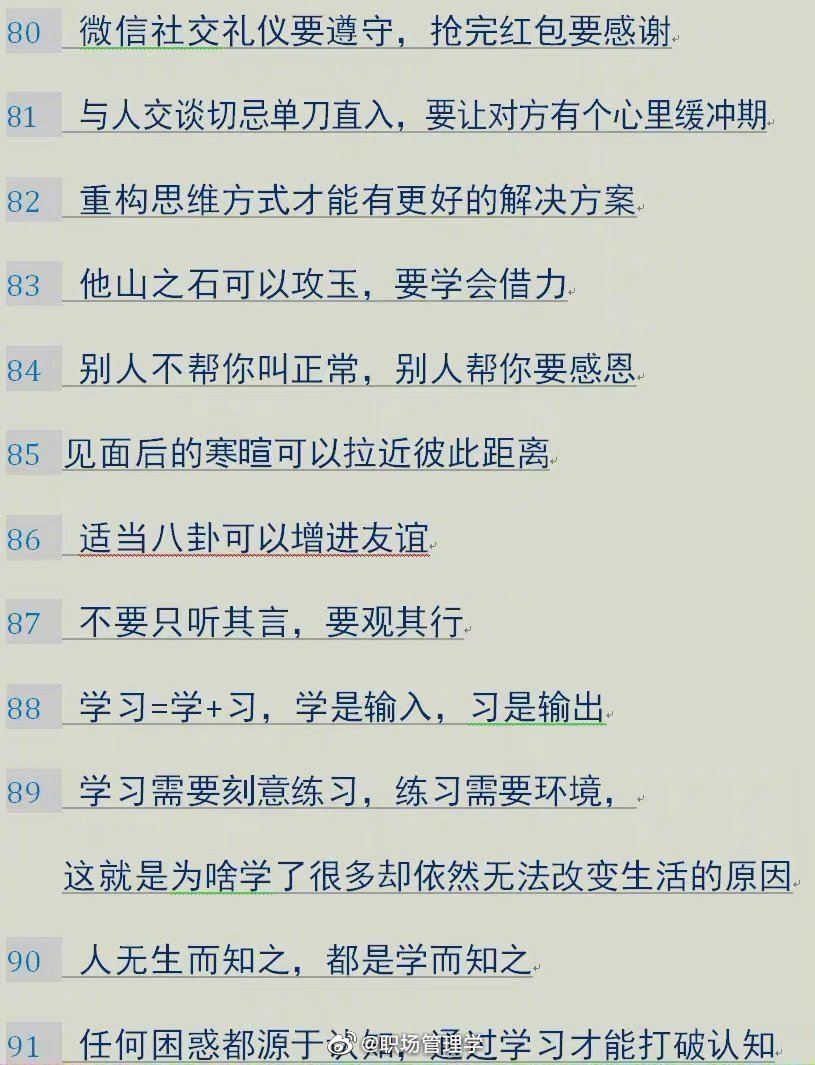 80 微信社交礼仪要遵守，抢完红包要感谢
81 与人交谈切忌单刀直入，要让对方有个心里缓冲期
82 重构思维方式才能有更好的解决方案
83 他山之石可以攻玉，要学会借力
84 别人不帮你叫正常，别人帮你要感恩
85 见面后的寒暄可以拉近彼此距离
86 适当八卦可以增进友谊
87 不要只听其言，要观其行
88 学习=学+习，学是输入，习是输出
89 学习需要刻意练习，练习需要环境，
这就是为啥学了很多却依然无法改变生活的原因
90 人无生而知之，都是学而知之
91 任何困惑都源于认知，通过学习才能打破认知
@职场管理学